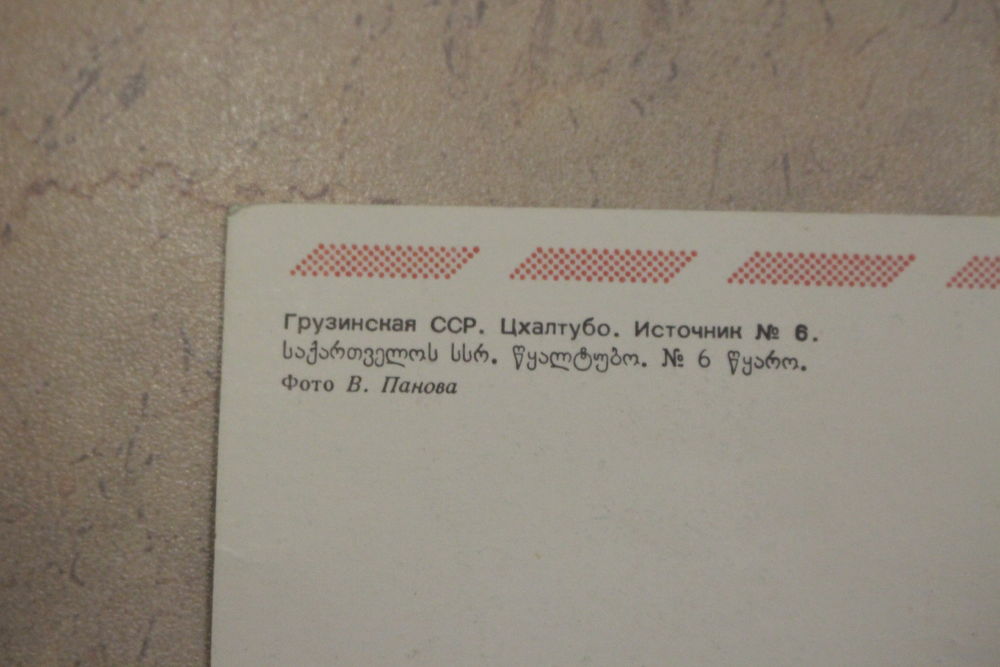 Грузинская ССР. Цхалтубо. Источник № 6.
საქართველოს სსრ. წყალტუბო. № 6 წყარო.
Фото В. Панова